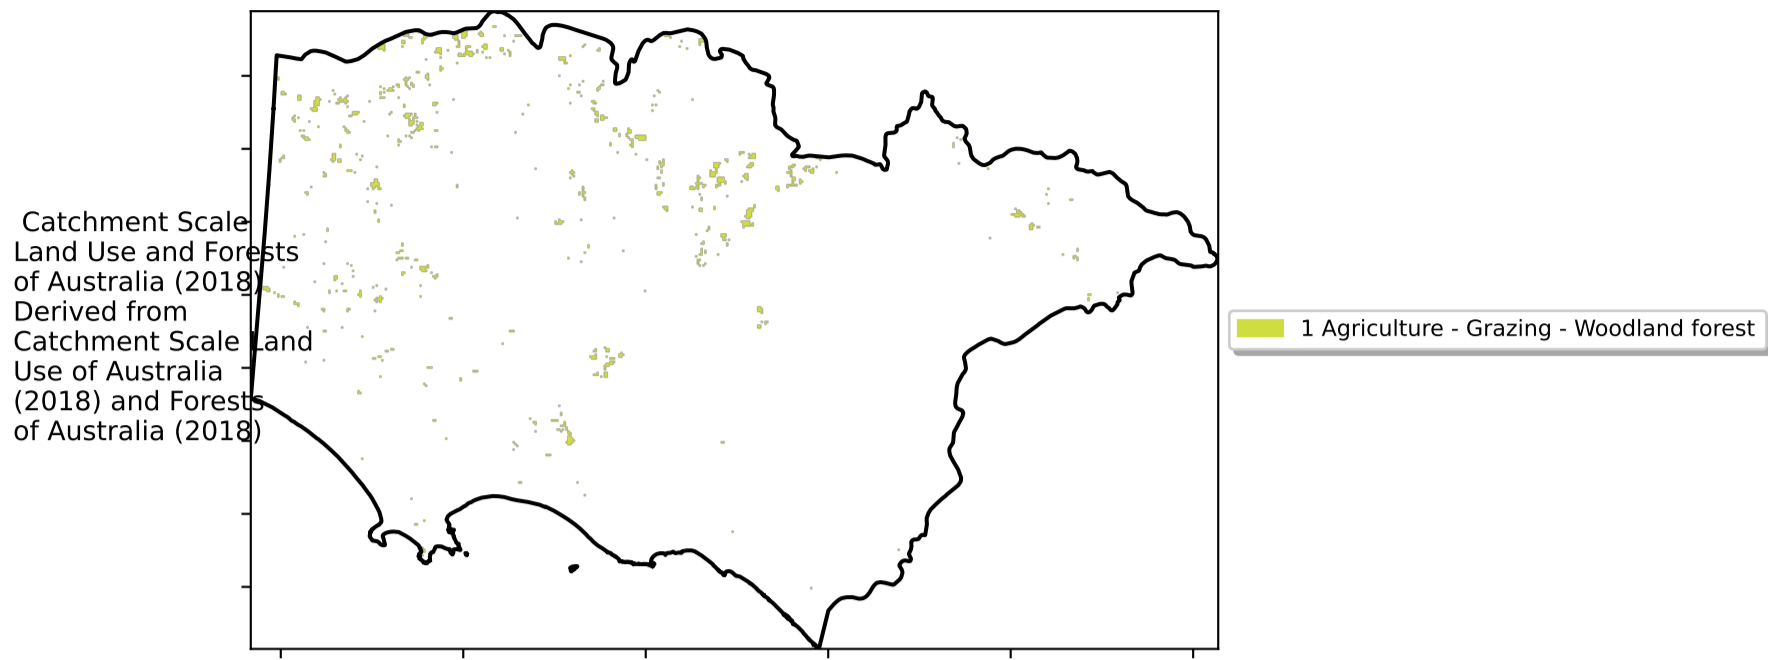 Catchment Scale
Land Use and Forests
of Australia (2018)
Derived from
Catchment Scale Land
Use of Australia
(2018) and Forests
of Australia (2018)
1 Agriculture - Grazing - Woodland forest